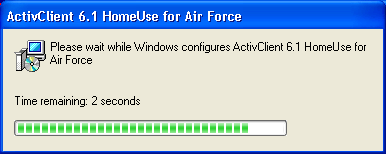 ActivClient 6.1 HomeUse for Air Force
Please wait while Windows configures ActivClient 6.1 HomeUse for
Air Force
Time remaining: 2 seconds